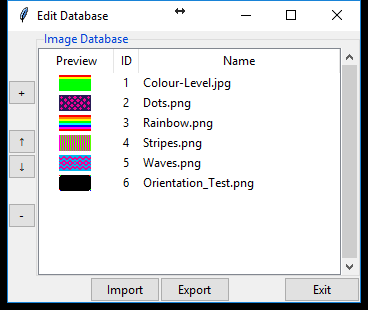 Edit Database
Image Database
Preview ID Name
1 Colour-Level.jpg
2 Dots.png
3 Rainbow.png
4 Stripes.png
5 Waves.png
6 Orientation_Test.png
+
↑
↓
-
Import Export Exit